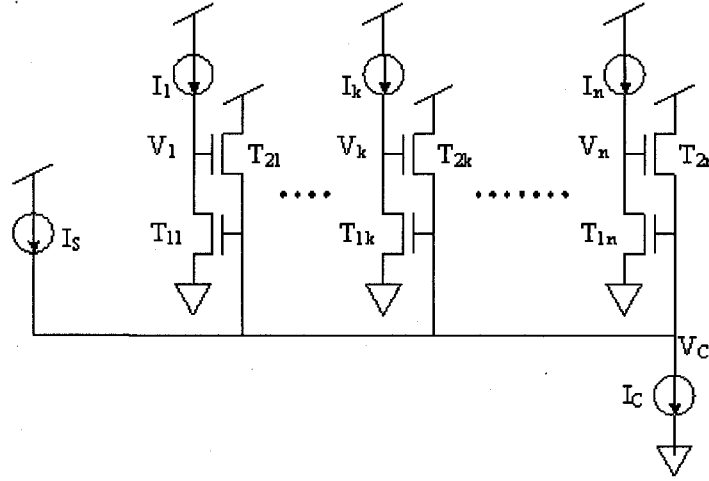 I1 Ik In
V1 T21 Vk T2k Vn T2
IS T11 T1k T1n
VC
IC